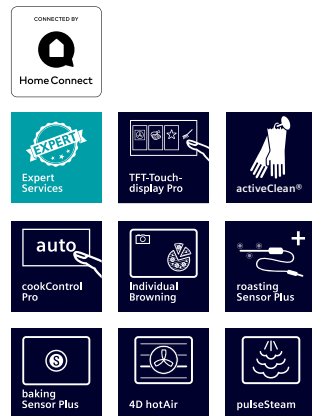 CONNECTED BY
Home Connect
EXPERT
Expert
Services
TFT-Touch-
display Pro
activeClean®
auto
cookControl
Pro
Individual
Browning
roasting
Sensor Plus
S
baking
Sensor Plus
4D hotAir
pulseSteam